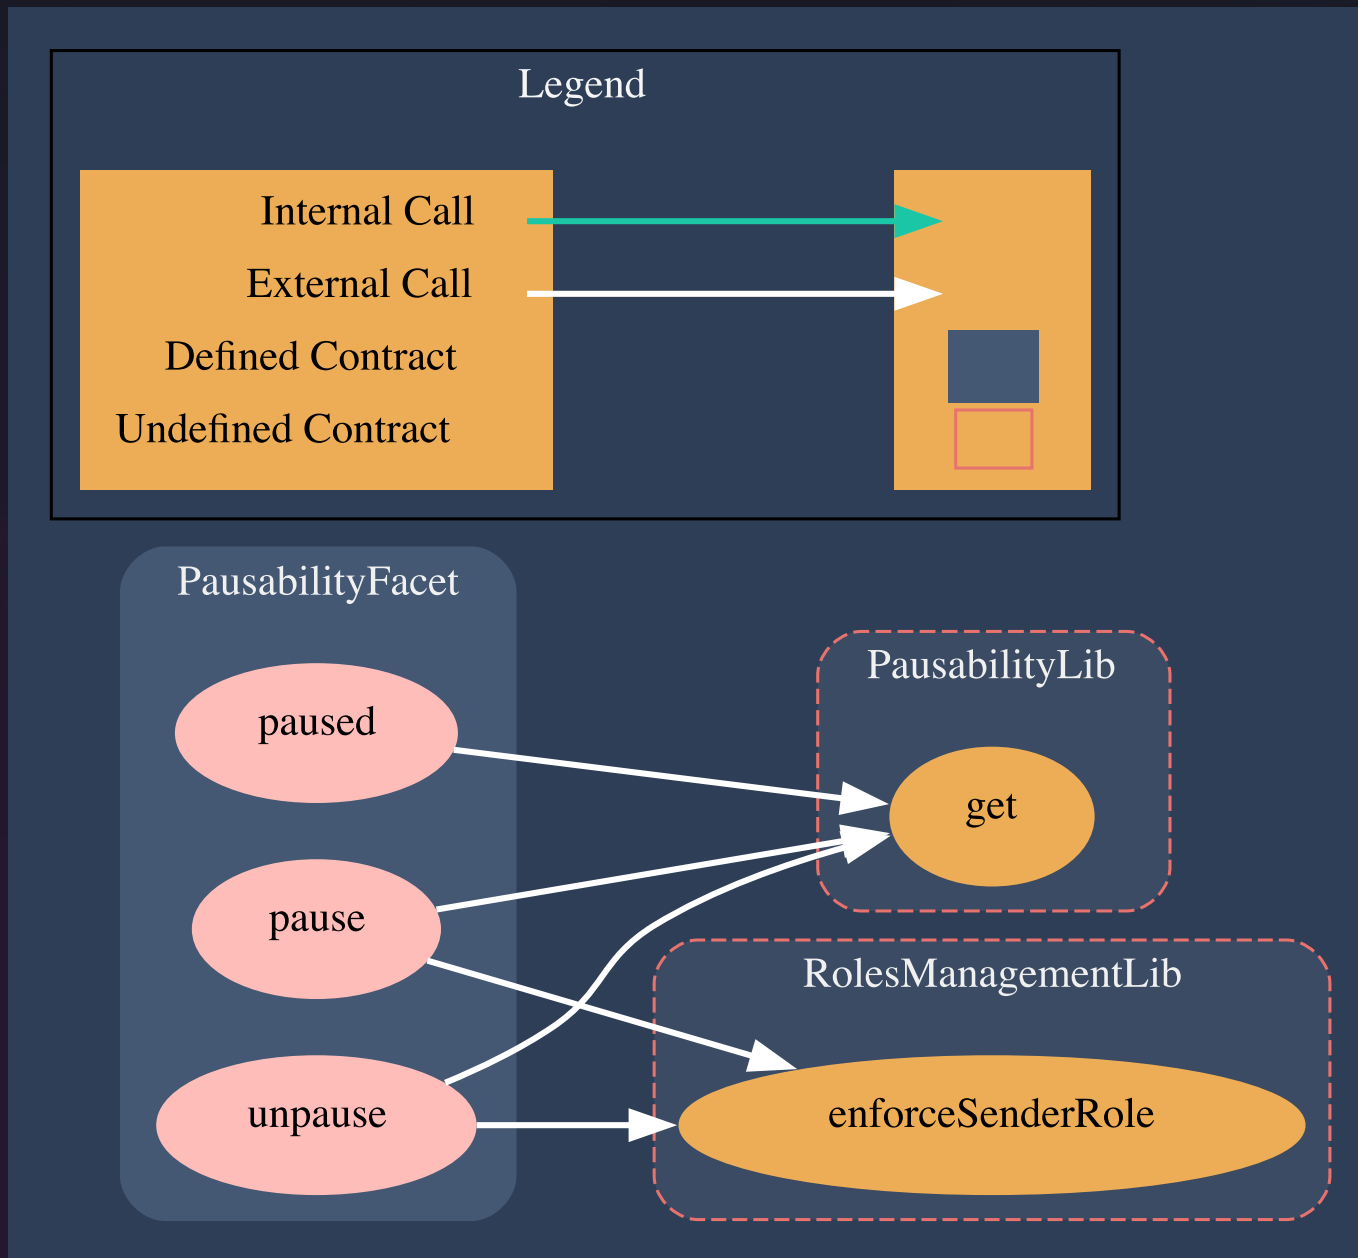 Legend
Internal Call
External Call
Defined Contract
Undefined Contract
PausabilityFacet
paused
pause
unpause
PausabilityLib
get
RolesManagementLib
enforceSenderRole